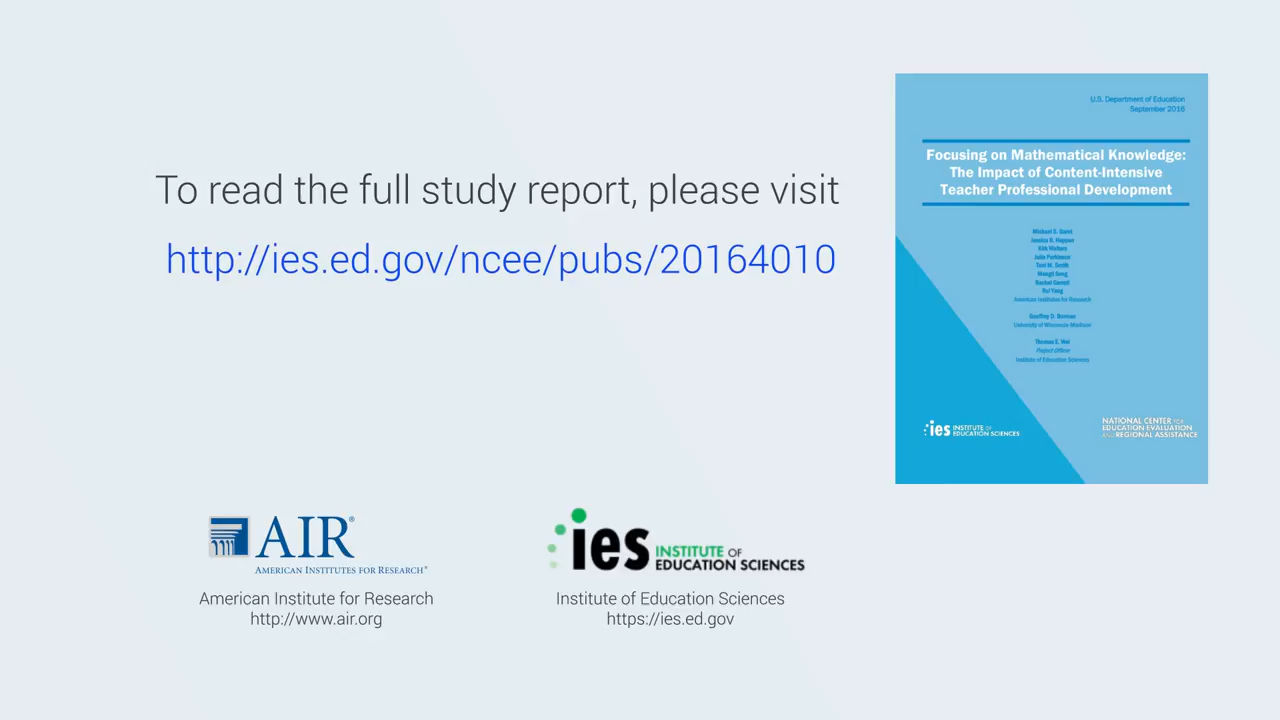 To read the full study report, please visit
http://ies.ed.gov/ncee/pubs/20164010
U.S. Department of Education
September 2016
Focusing on Mathematical Knowledge:
The Impact of Content-Intensive
Teacher Professional Development
Michael S. Garet
Jessica B. Heppen
Kirk Walters
Julia Parkinson
Toni M. Smith
Mengli Song
Rachel Garrett
Rui Yang
American Institutes for Research
Geoffrey D. Borman
University of Wisconsin-Madison
Thomas E. Wei
Project Officer
Institute of Education Sciences
ies INSTITUTE OF
EDUCATION SCIENCES
NATIONAL CENTER FOR
EDUCATION EVALUATION
AND REGIONAL ASSISTANCE
AIR®
AMERICAN INSTITUTES FOR RESEARCH®
American Institute for Research
http://www.air.org
ies INSTITUTE OF
EDUCATION SCIENCES
Institute of Education Sciences
https://ies.ed.gov